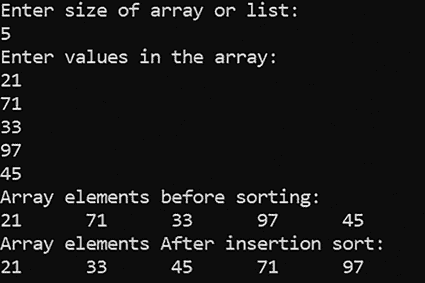 Enter size of array or list:
5
Enter values in the array:
21
71
33
97
45
Array elements before sorting:
21 71 33 97 45
Array elements After insertion sort:
21 33 45 71 97